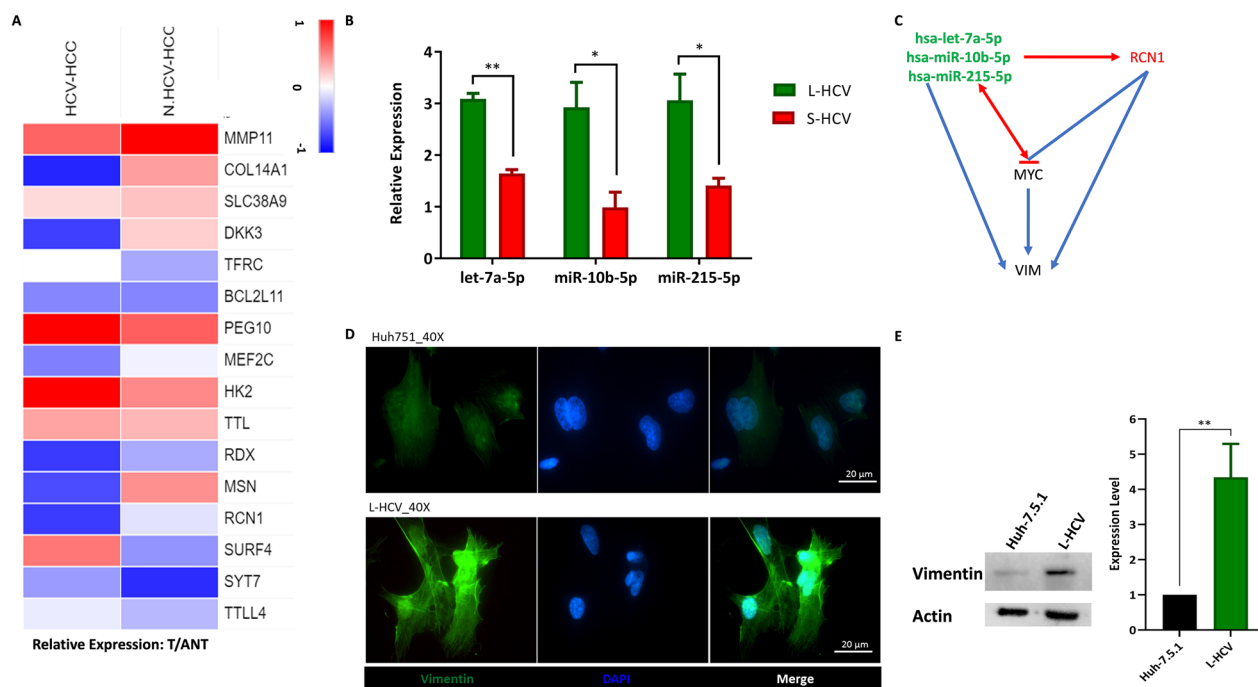 A
HCV-HCC
N.HCV-HCC
1
0
-1
MMP11
COL14A1
SLC38A9
DKK3
TFRC
BCL2L11
PEG10
MEF2C
HK2
TTL
RDX
MSN
RCN1
SURF4
SYT7
TTLL4
Relative Expression: T/ANT
B
Relative Expression
4
3
2
1
0
**
*
*
let-7a-5p
miR-10b-5p
miR-215-5p
L-HCV
S-HCV
C
hsa-let-7a-5p
hsa-miR-10b-5p
hsa-miR-215-5p
RCN1
MYC
VIM
D
Huh751_40X
20 µm
L-HCV_40X
20 µm
Vimentin
DAPI
Merge
E
Huh-7.5.1
L-HCV
Vimentin
Actin
Expression Level
6
5
4
3
2
1
0
**
Huh-7.5.1
L-HCV